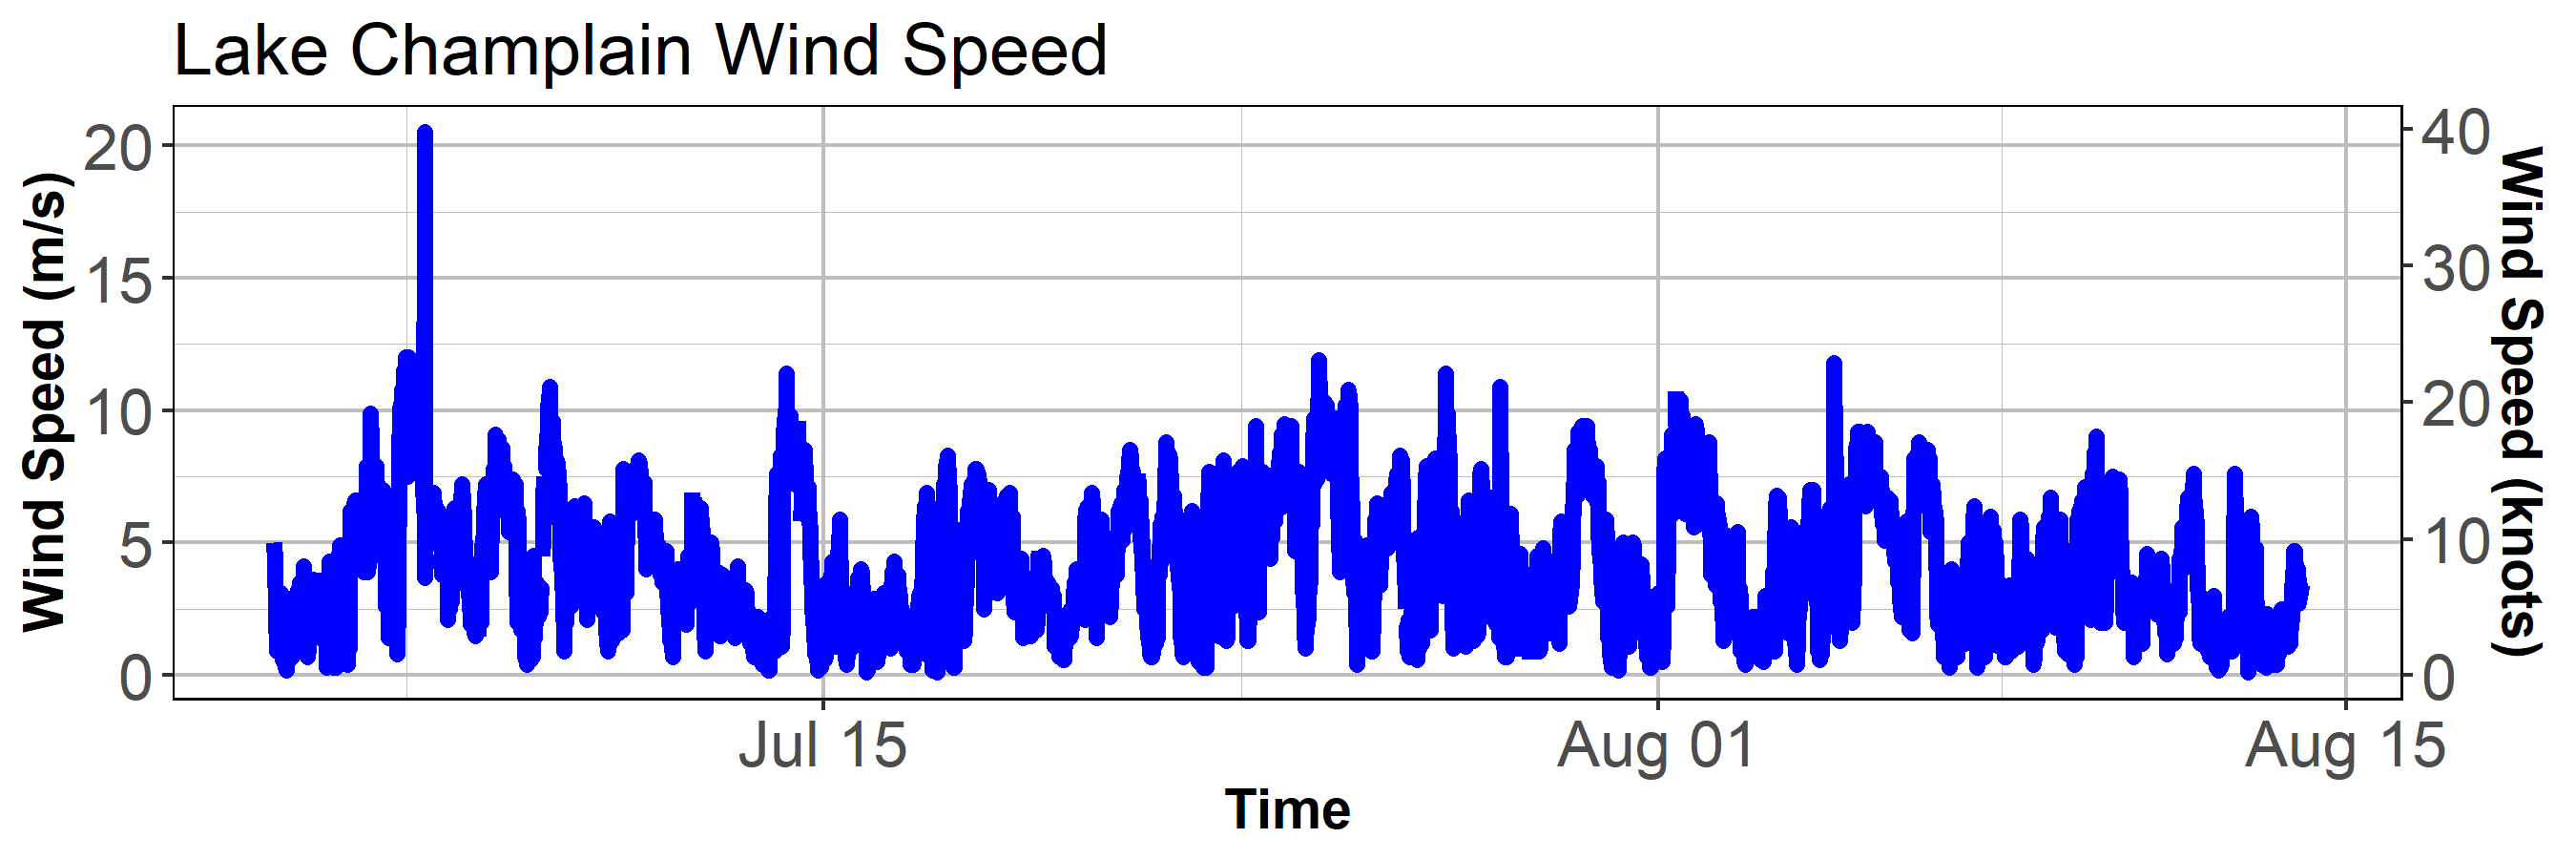 Lake Champlain Wind Speed
Wind Speed (m/s)
20
15
10
5
0
40
30
20
10
0
Wind Speed (knots)
Jul 15
Aug 01
Aug 15
Time